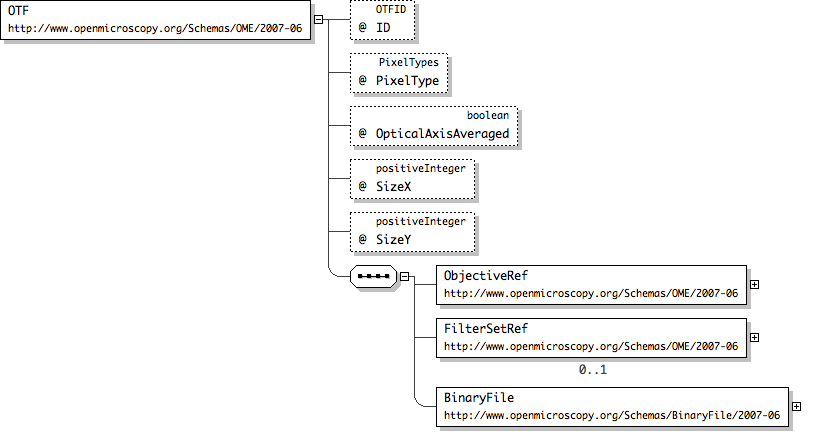 OTF
http://www.openmicroscopy.org/Schemas/OME/2007-06
OTFID
@ ID
PixelTypes
@ PixelType
boolean
@ OpticalAxisAveraged
positiveInteger
@ SizeX
positiveInteger
@ SizeY
ObjectiveRef
http://www.openmicroscopy.org/Schemas/OME/2007-06
FilterSetRef
http://www.openmicroscopy.org/Schemas/OME/2007-06
0..1
BinaryFile
http://www.openmicroscopy.org/Schemas/BinaryFile/2007-06